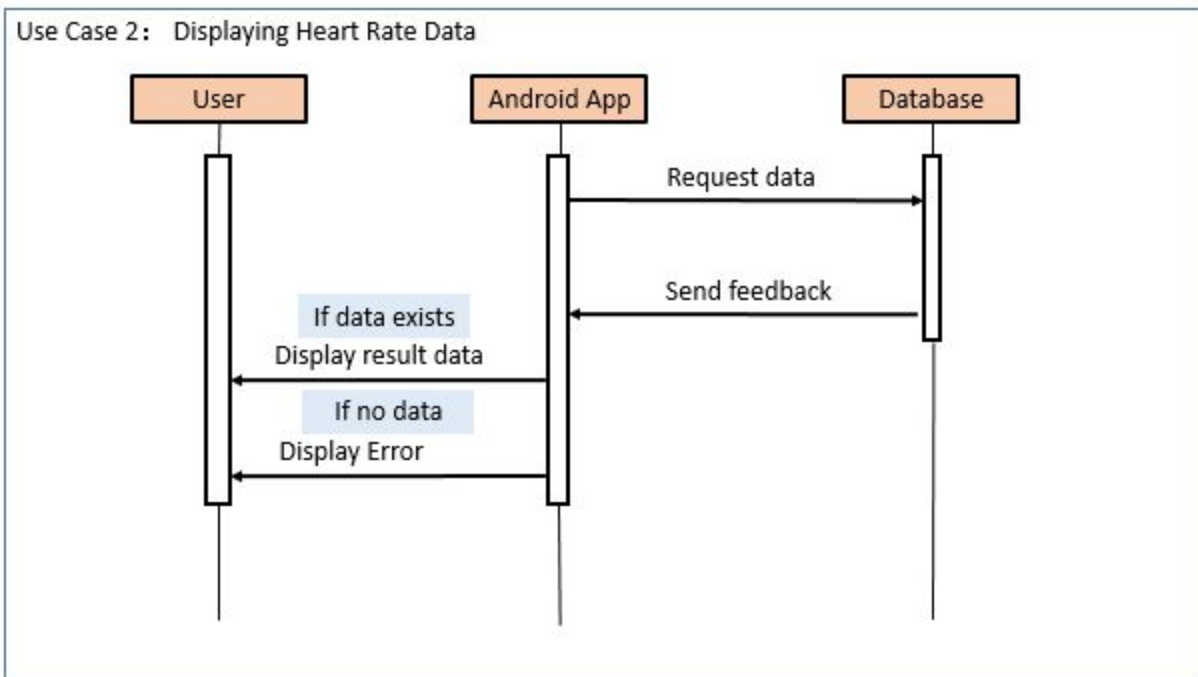 Use Case 2： Displaying Heart Rate Data
User
Android App
Database
Request data
Send feedback
If data exists
Display result data
If no data
Display Error